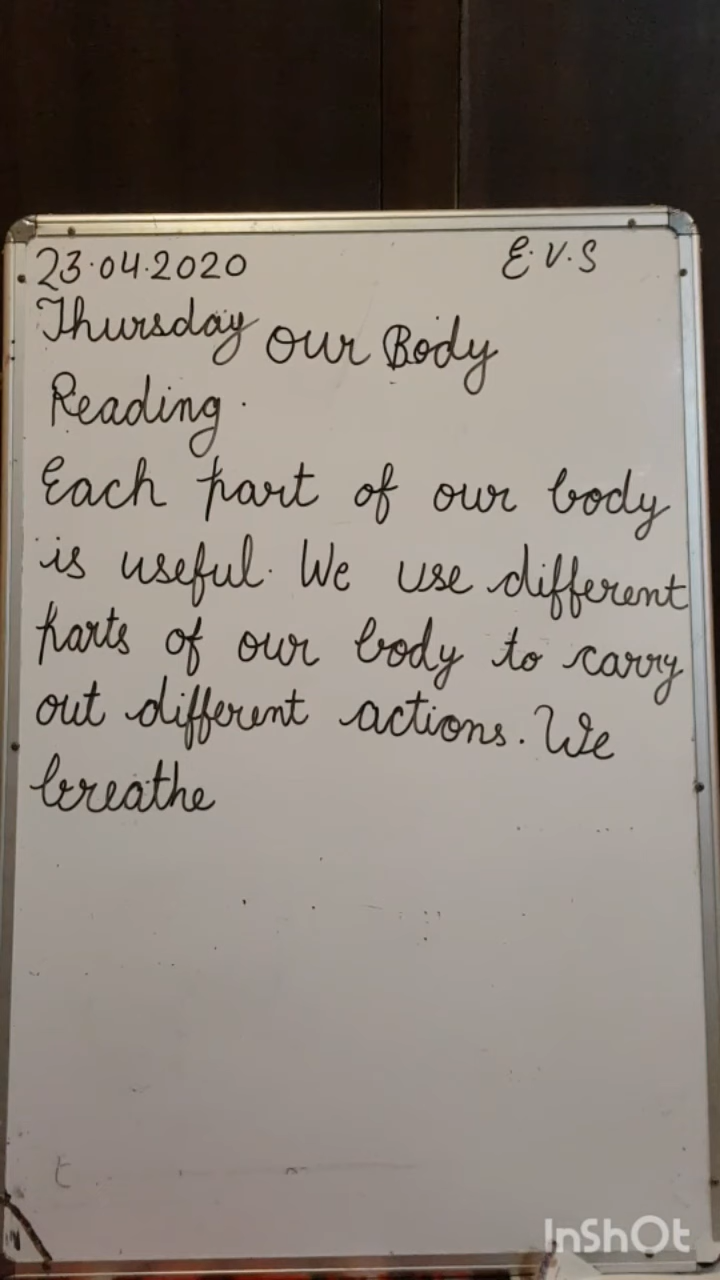 23.04.2020 E.V.S
Thursday Our Body
Reading.
Each part of our body
is useful. We use different
parts of our body to carry
out different actions. We
breathe
InShOt